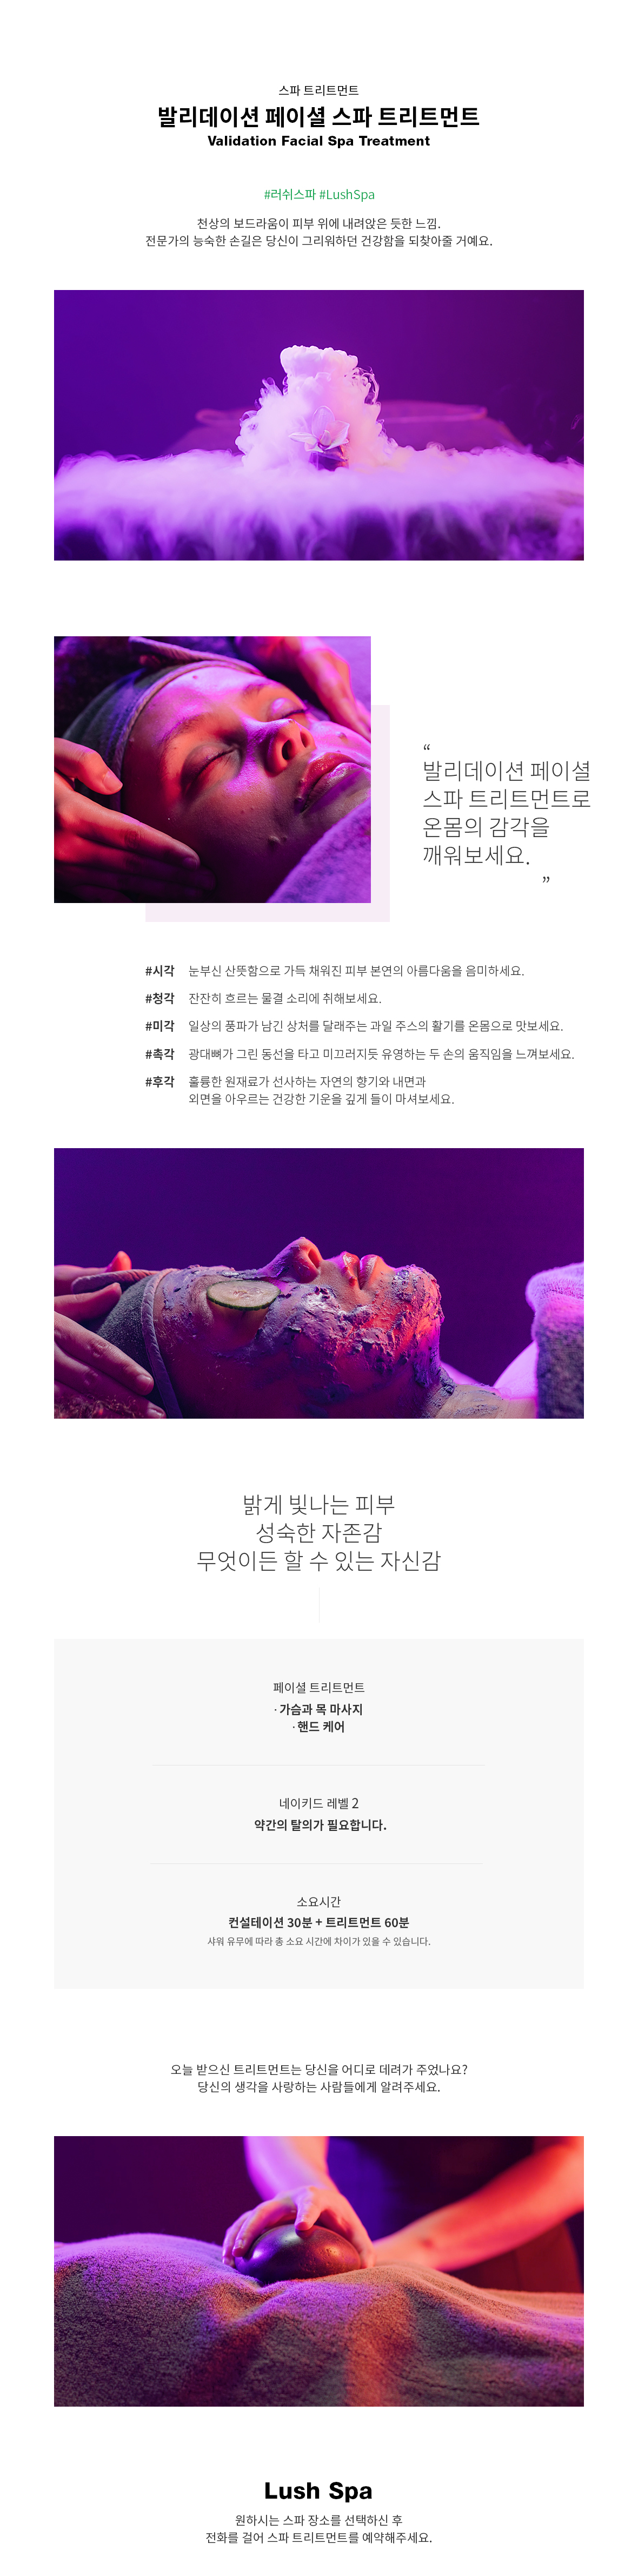 스파 트리트먼트
발리데이션 페이셜 스파 트리트먼트
Validation Facial Spa Treatment
#러쉬스파 #LushSpa
천상의 보드라움이 피부 위에 내려앉은 듯한 느낌.
전문가의 능숙한 손길은 당신이 그리워하던 건강함을 되찾아줄 거예요.
“
발리데이션 페이셜
스파 트리트먼트로
온몸의 감각을
깨워보세요.
”
#시각 눈부신 산뜻함으로 가득 채워진 피부 본연의 아름다움을 음미하세요.
#청각 잔잔히 흐르는 물결 소리에 취해보세요.
#미각 일상의 풍파가 남긴 상처를 달래주는 과일 주스의 활기를 온몸으로 맛보세요.
#촉각 광대뼈가 그린 동선을 타고 미끄러지듯 유영하는 두 손의 움직임을 느껴보세요.
#후각 훌륭한 원재료가 선사하는 자연의 향기와 내면과
외면을 아우르는 건강한 기운을 깊게 들이 마셔보세요.
밝게 빛나는 피부
성숙한 자존감
무엇이든 할 수 있는 자신감
페이셜 트리트먼트
· 가슴과 목 마사지
· 핸드 케어
네이키드 레벨 2
약간의 탈의가 필요합니다.
소요시간
컨설테이션 30분 + 트리트먼트 60분
샤워 유무에 따라 총 소요 시간에 차이가 있을 수 있습니다.
오늘 받으신 트리트먼트는 당신을 어디로 데려가 주었나요?
당신의 생각을 사랑하는 사람들에게 알려주세요.
Lush Spa
원하시는 스파 장소를 선택하신 후
전화를 걸어 스파 트리트먼트를 예약해주세요.